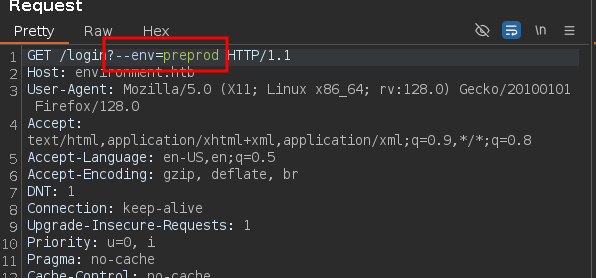 Request
Pretty Raw Hex
\n
1 GET /login?--env=preprod HTTP/1.1
2 Host: environment.htb
3 User-Agent: Mozilla/5.0 (X11; Linux x86_64; rv:128.0) Gecko/20100101
Firefox/128.0
4 Accept:
text/html,application/xhtml+xml,application/xml;q=0.9,*/*;q=0.8
5 Accept-Language: en-US,en;q=0.5
6 Accept-Encoding: gzip, deflate, br
7 DNT: 1
8 Connection: keep-alive
9 Upgrade-Insecure-Requests: 1
10 Priority: u=0, i
11 Pragma: no-cache
12 Cache-Control: no-cache